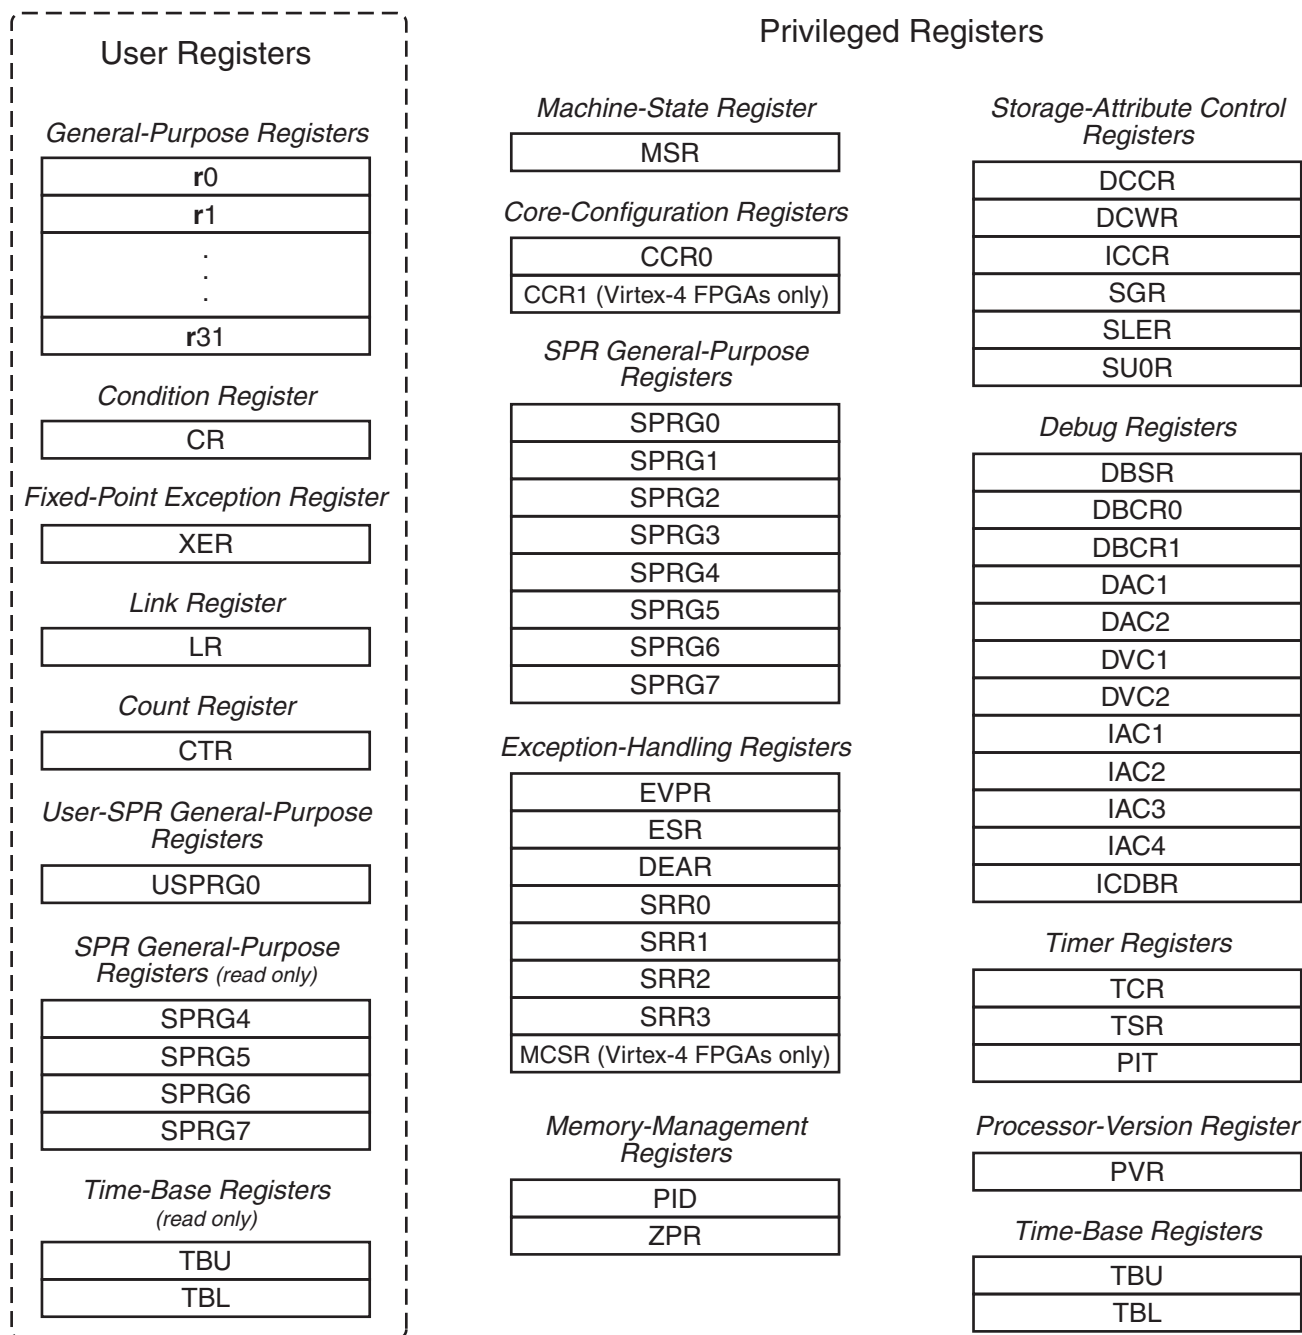 User Registers
General-Purpose Registers
r0
r1
.
.
.
r31
Condition Register
CR
Fixed-Point Exception Register
XER
Link Register
LR
Count Register
CTR
User-SPR General-Purpose
Registers
USPRG0
SPR General-Purpose
Registers (read only)
SPRG4
SPRG5
SPRG6
SPRG7
Time-Base Registers
(read only)
TBU
TBL
Privileged Registers
Machine-State Register
MSR
Core-Configuration Registers
CCR0
CCR1 (Virtex-4 FPGAs only)
SPR General-Purpose
Registers
SPRG0
SPRG1
SPRG2
SPRG3
SPRG4
SPRG5
SPRG6
SPRG7
Exception-Handling Registers
EVPR
ESR
DEAR
SRR0
SRR1
SRR2
SRR3
MCSR (Virtex-4 FPGAs only)
Memory-Management
Registers
PID
ZPR
Storage-Attribute Control
Registers
DCCR
DCWR
ICCR
SGR
SLER
SU0R
Debug Registers
DBSR
DBCR0
DBCR1
DAC1
DAC2
DVC1
DVC2
IAC1
IAC2
IAC3
IAC4
ICDBR
Timer Registers
TCR
TSR
PIT
Processor-Version Register
PVR
Time-Base Registers
TBU
TBL